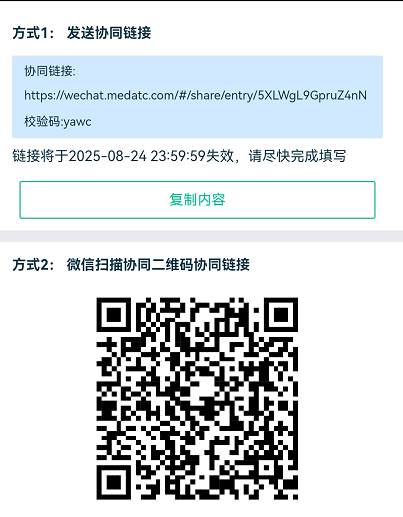 方式1： 发送协同链接
协同链接:
https://wechat.medatc.com/#/share/entry/5XLWgL9GpruZ4nN
校验码:yawc
链接将于2025-08-24 23:59:59失效，请尽快完成填写
复制内容
方式2： 微信扫描协同二维码协同链接